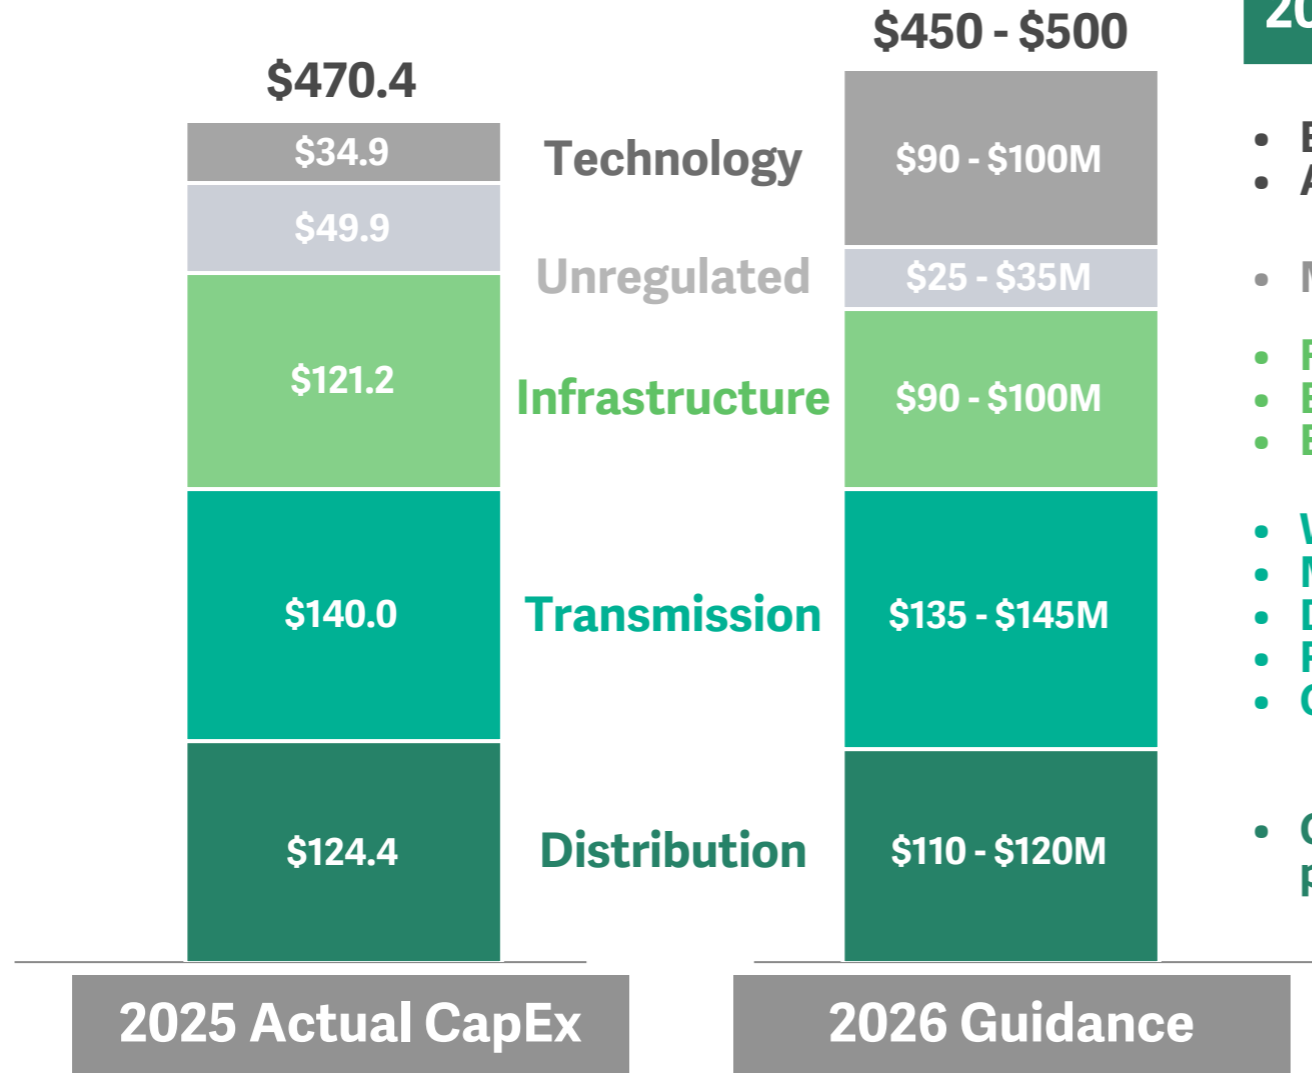 $470.4
$34.9
$49.9
$121.2
$140.0
$124.4
2025 Actual CapEx
Technology
Unregulated
Infrastructure
Transmission
Distribution
$450 - $500
$90 - $100M
$25 - $35M
$90 - $100M
$135 - $145M
$110 - $120M
2026 Guidance